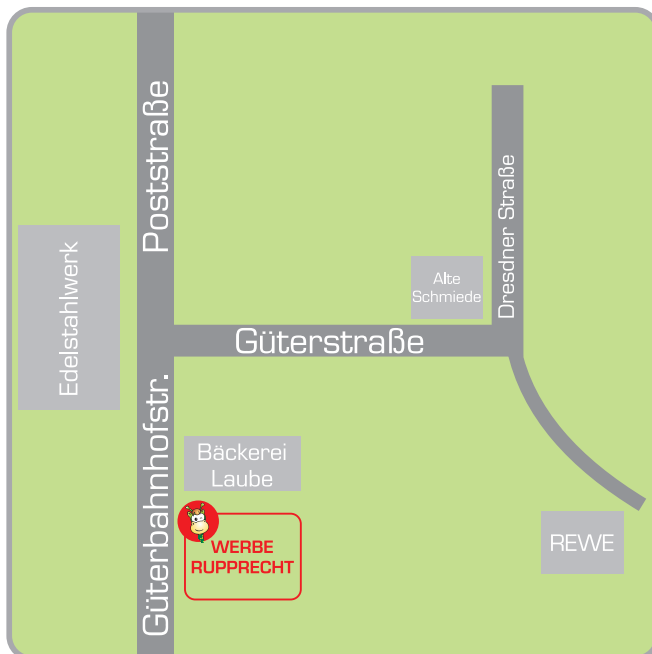 Poststraße
Dresdner Straße
Edelstahlwerk
Alte
Schmiede
Güterstraße
Güterbahnhofstr.
Bäckerei
Laube
WERBE
RUPPRECHT
REWE